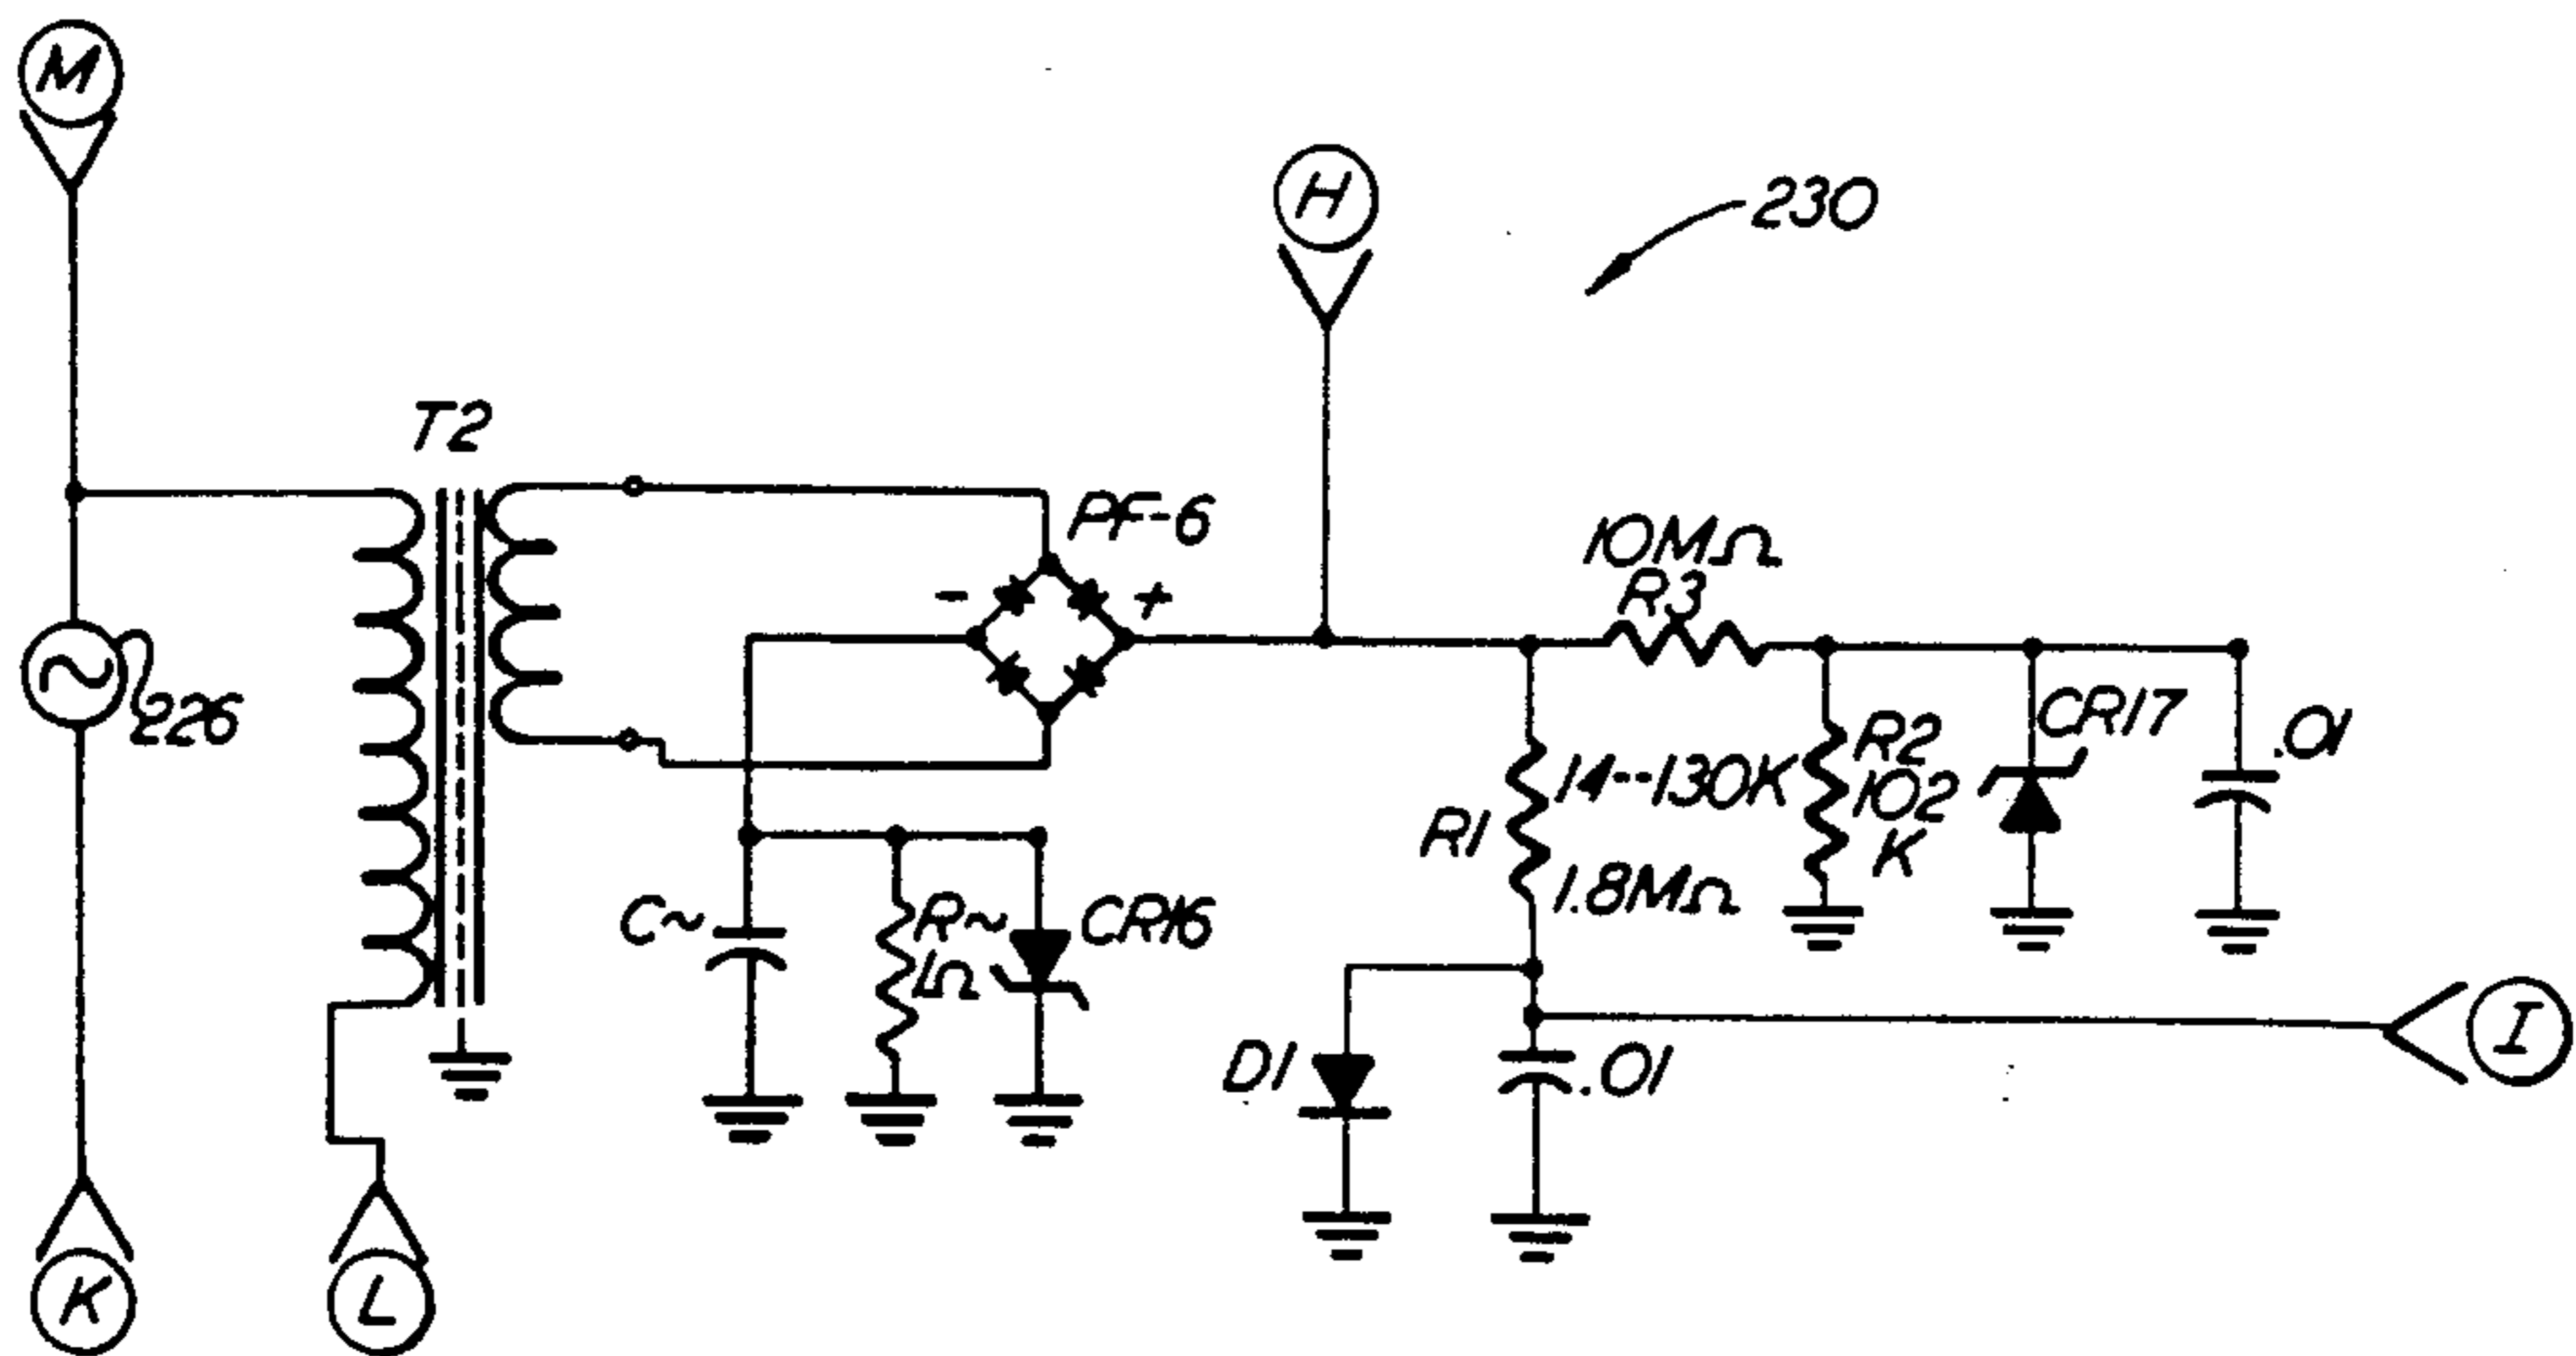 M
H
230
T2
PF-6
10MΩ
R3
-
+
226
CR17
R2
102
K
.01
14--130K
R1
1.8MΩ
C~
R~
1Ω
CR16
I
D1
.01
K
L